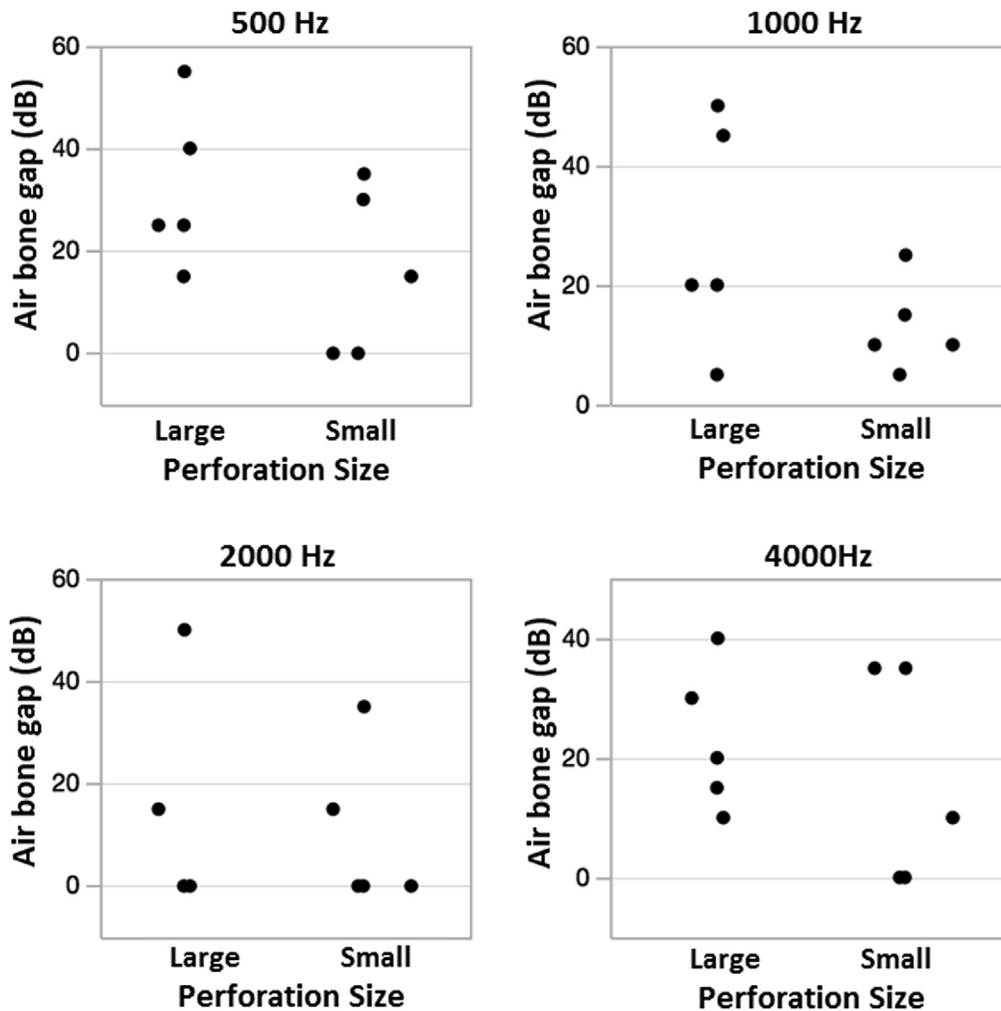 500 Hz
60
40
20
0
Air bone gap (dB)
Large Small
Perforation Size
1000 Hz
60
40
20
0
Air bone gap (dB)
Large Small
Perforation Size
2000 Hz
60
40
20
0
Air bone gap (dB)
Large Small
Perforation Size
4000Hz
40
20
0
Air bone gap (dB)
Large Small
Perforation Size